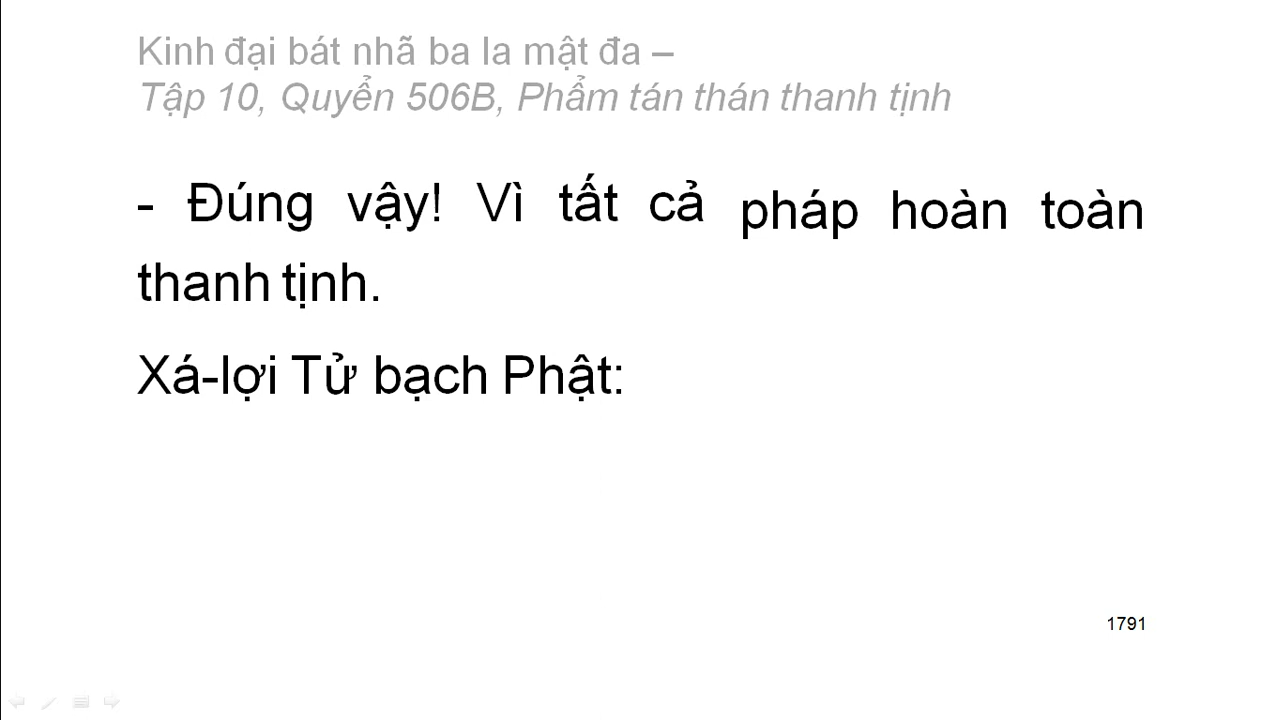 Kinh đại bát nhã ba la mật đa –
Tập 10, Quyển 506B, Phẩm tán thán thanh tịnh
- Đúng vậy! Vì tất cả pháp hoàn toàn
thanh tịnh.
Xá-lợi Tử bạch Phật:
1791